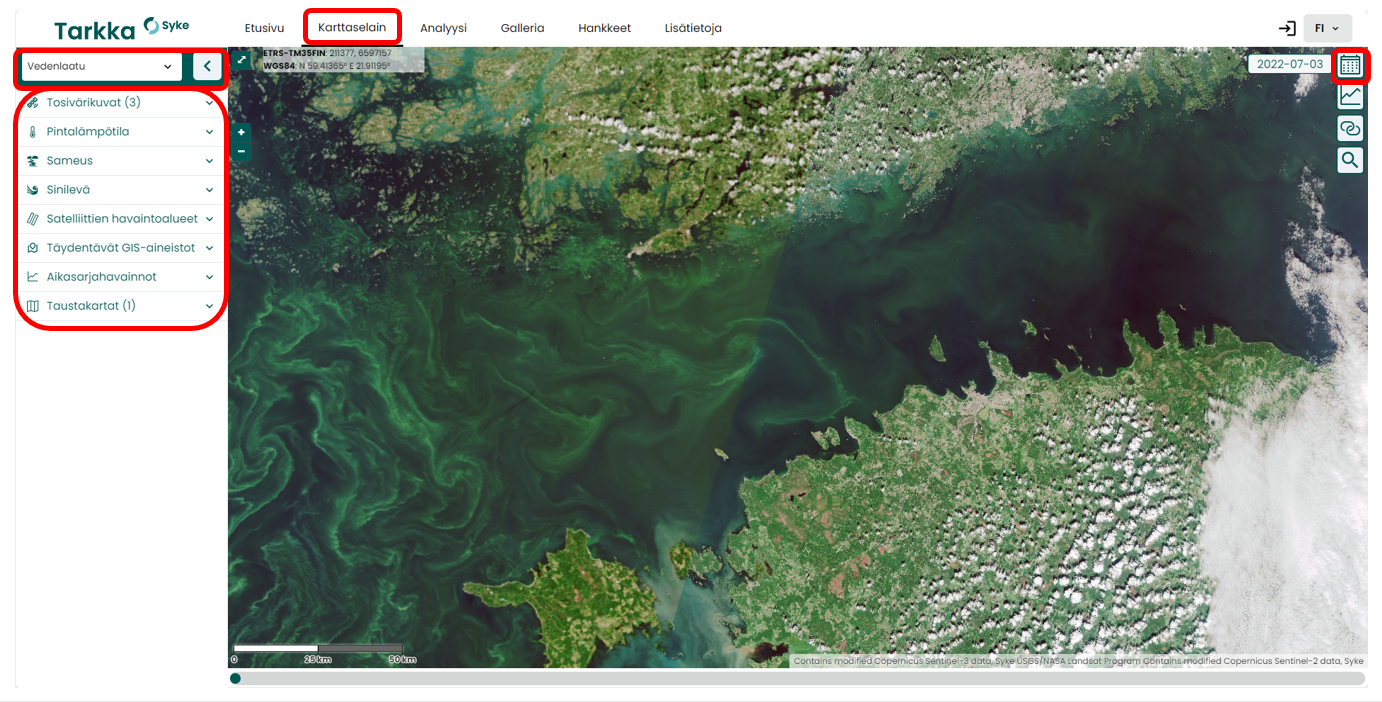 Tarkka Syke
Etusivu Karttaselain Analyysi Galleria Hankkeet Lisätietoja FI
Vedenlaatu
ETRS-TM35FIN: 211377, 6597157
WGS84: N 59.41365° E 21.91195°
2022-07-03
Tosivärikuvat (3)
Pintalämpötila
Sameus
Sinilevä
Satelliittien havaintoalueet
Täydentävät GIS-aineistot
Aikasarjahavainnot
Taustakartat (1)
+
−
0 25 km 50 km
Contains modified Copernicus Sentinel-3 data, Syke USGS/NASA Landsat Program Contains modified Copernicus Sentinel-2 data, Syke